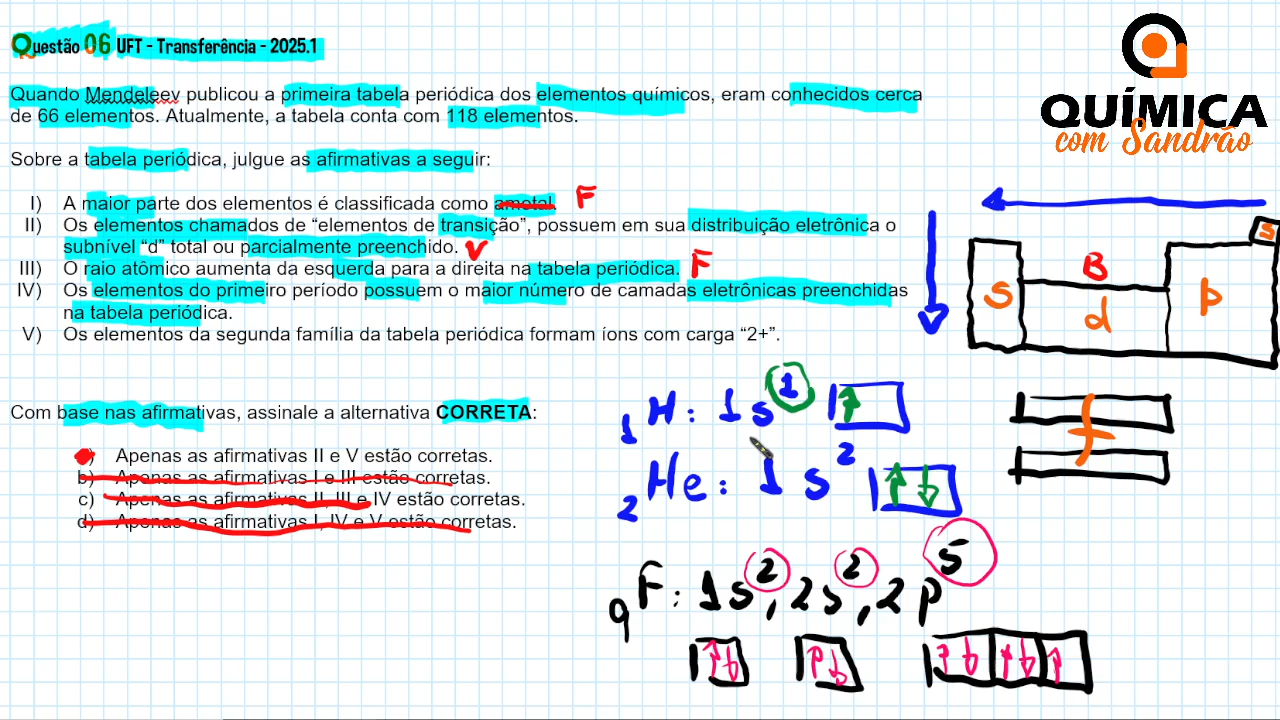 Questão 06 UFT - Transferência - 2025.1
QUÍMICA
com Sandrão
Quando Mendeleev publicou a primeira tabela periódica dos elementos químicos, eram conhecidos cerca
de 66 elementos. Atualmente, a tabela conta com 118 elementos.
Sobre a tabela periódica, julgue as afirmativas a seguir:
I) A maior parte dos elementos é classificada como ametal. F
II) Os elementos chamados de “elementos de transição”, possuem em sua distribuição eletrônica o
subnível “d” total ou parcialmente preenchido. V
III) O raio atômico aumenta da esquerda para a direita na tabela periódica. F
IV) Os elementos do primeiro período possuem o maior número de camadas eletrônicas preenchidas
na tabela periódica.
V) Os elementos da segunda família da tabela periódica formam íons com carga “2+”.
S
B
S d p
Com base nas afirmativas, assinale a alternativa CORRETA:
a) Apenas as afirmativas II e V estão corretas.
b) Apenas as afirmativas I e III estão corretas.
c) Apenas as afirmativas II, III e IV estão corretas.
d) Apenas as afirmativas I, IV e V estão corretas.
1 H: 1s1
2 He: 1s2
9 F: 1s2, 2s2, 2p5